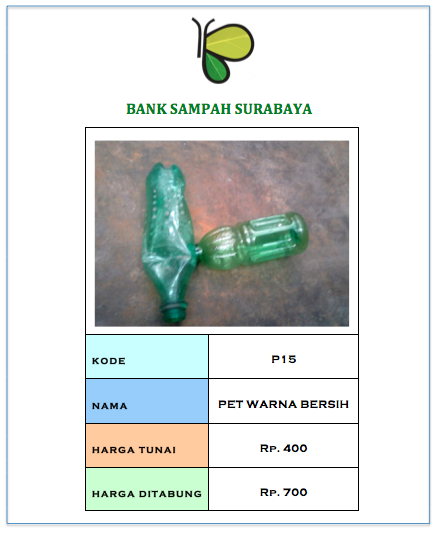 BANK SAMPAH SURABAYA
KODE P15
NAMA PET WARNA BERSIH
HARGA TUNAI Rp. 400
HARGA DITABUNG Rp. 700